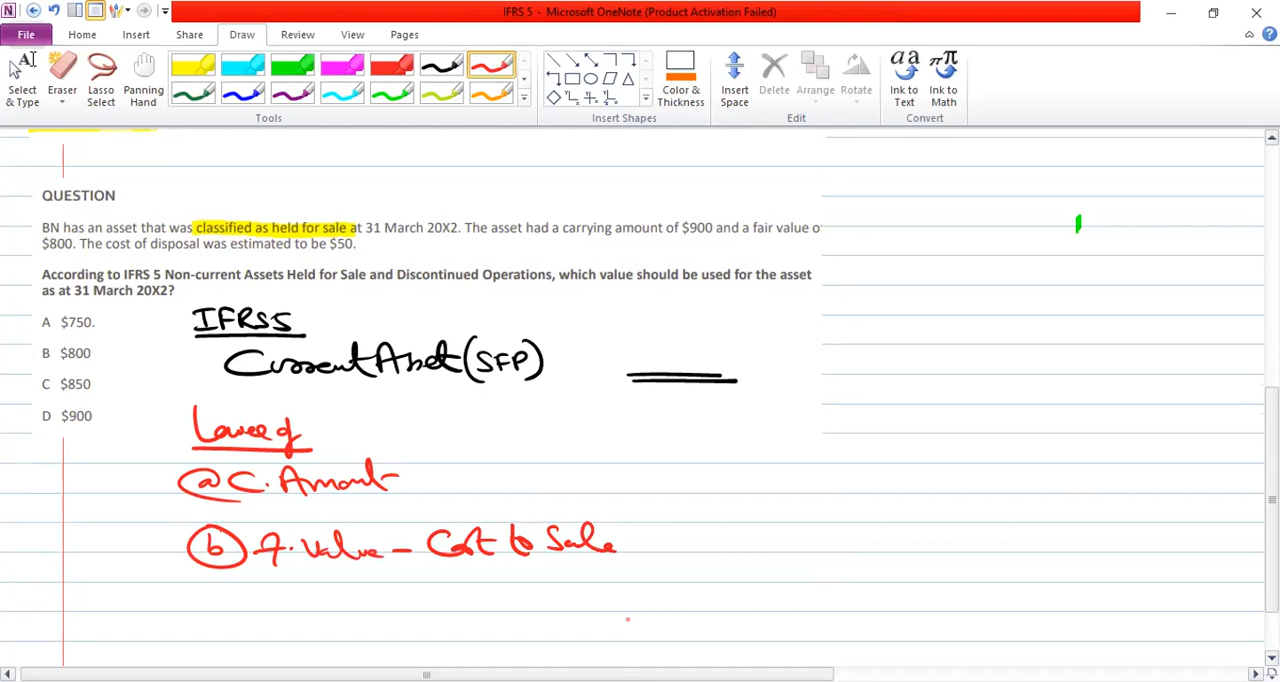 IFRS 5 - Microsoft OneNote (Product Activation Failed)
File Home Insert Share Draw Review View Pages
Select & Type
Eraser
Lasso Select
Panning Hand
Color & Thickness
Insert Space
Delete
Arrange
Rotate
Ink to Text
Ink to Math
Tools
Insert Shapes
Edit
Convert
QUESTION
BN has an asset that was classified as held for sale at 31 March 20X2. The asset had a carrying amount of $900 and a fair value o
$800. The cost of disposal was estimated to be $50.
According to IFRS 5 Non-current Assets Held for Sale and Discontinued Operations, which value should be used for the asset
as at 31 March 20X2?
A $750.
B $800
C $850
D $900
IFRS5
Current Asset (SFP)
Lower of
a C. Amount
b F. Value - Cost to Sale